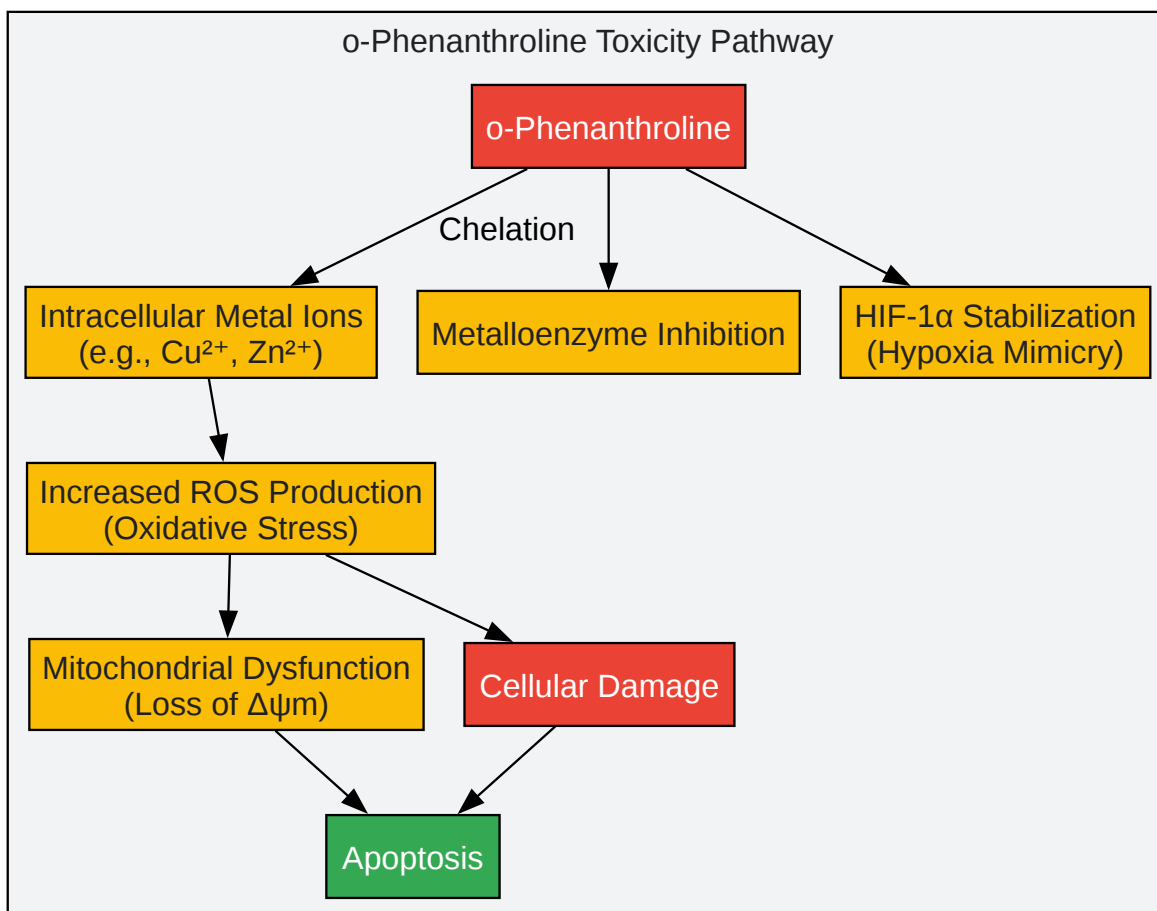 o-Phenanthroline Toxicity Pathway
o-Phenanthroline
Chelation
Intracellular Metal Ions
(e.g., Cu²⁺, Zn²⁺)
Metalloenzyme Inhibition
HIF-1α Stabilization
(Hypoxia Mimicry)
Increased ROS Production
(Oxidative Stress)
Mitochondrial Dysfunction
(Loss of Δψm)
Cellular Damage
Apoptosis